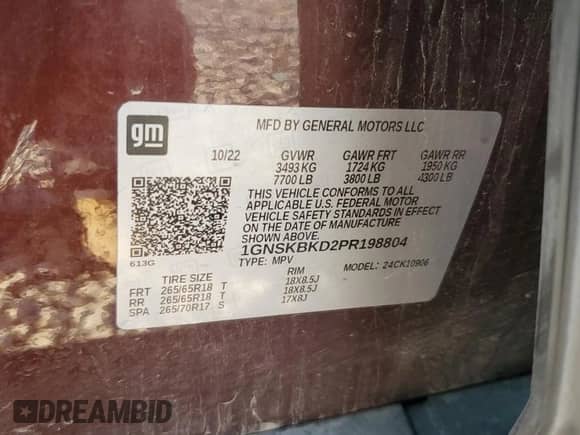 gm
MFD BY GENERAL MOTORS LLC
10/22 GVWR GAWR FRT GAWR RR
3493 KG 1724 KG 1950 KG
7700 LB 3800 LB 4300 LB
THIS VEHICLE CONFORMS TO ALL
APPLICABLE U.S. FEDERAL MOTOR
VEHICLE SAFETY STANDARDS IN EFFECT
ON THE DATE OF MANUFACTURE
SHOWN ABOVE.
1GNSKBKD2PR198804
613G TYPE: MPV MODEL: 24CK10906
TIRE SIZE RIM
FRT 265/65R18 T 18X8.5J
RR 265/65R18 T 18X8.5J
SPA 265/70R17 S 17X8J
DREAMBID